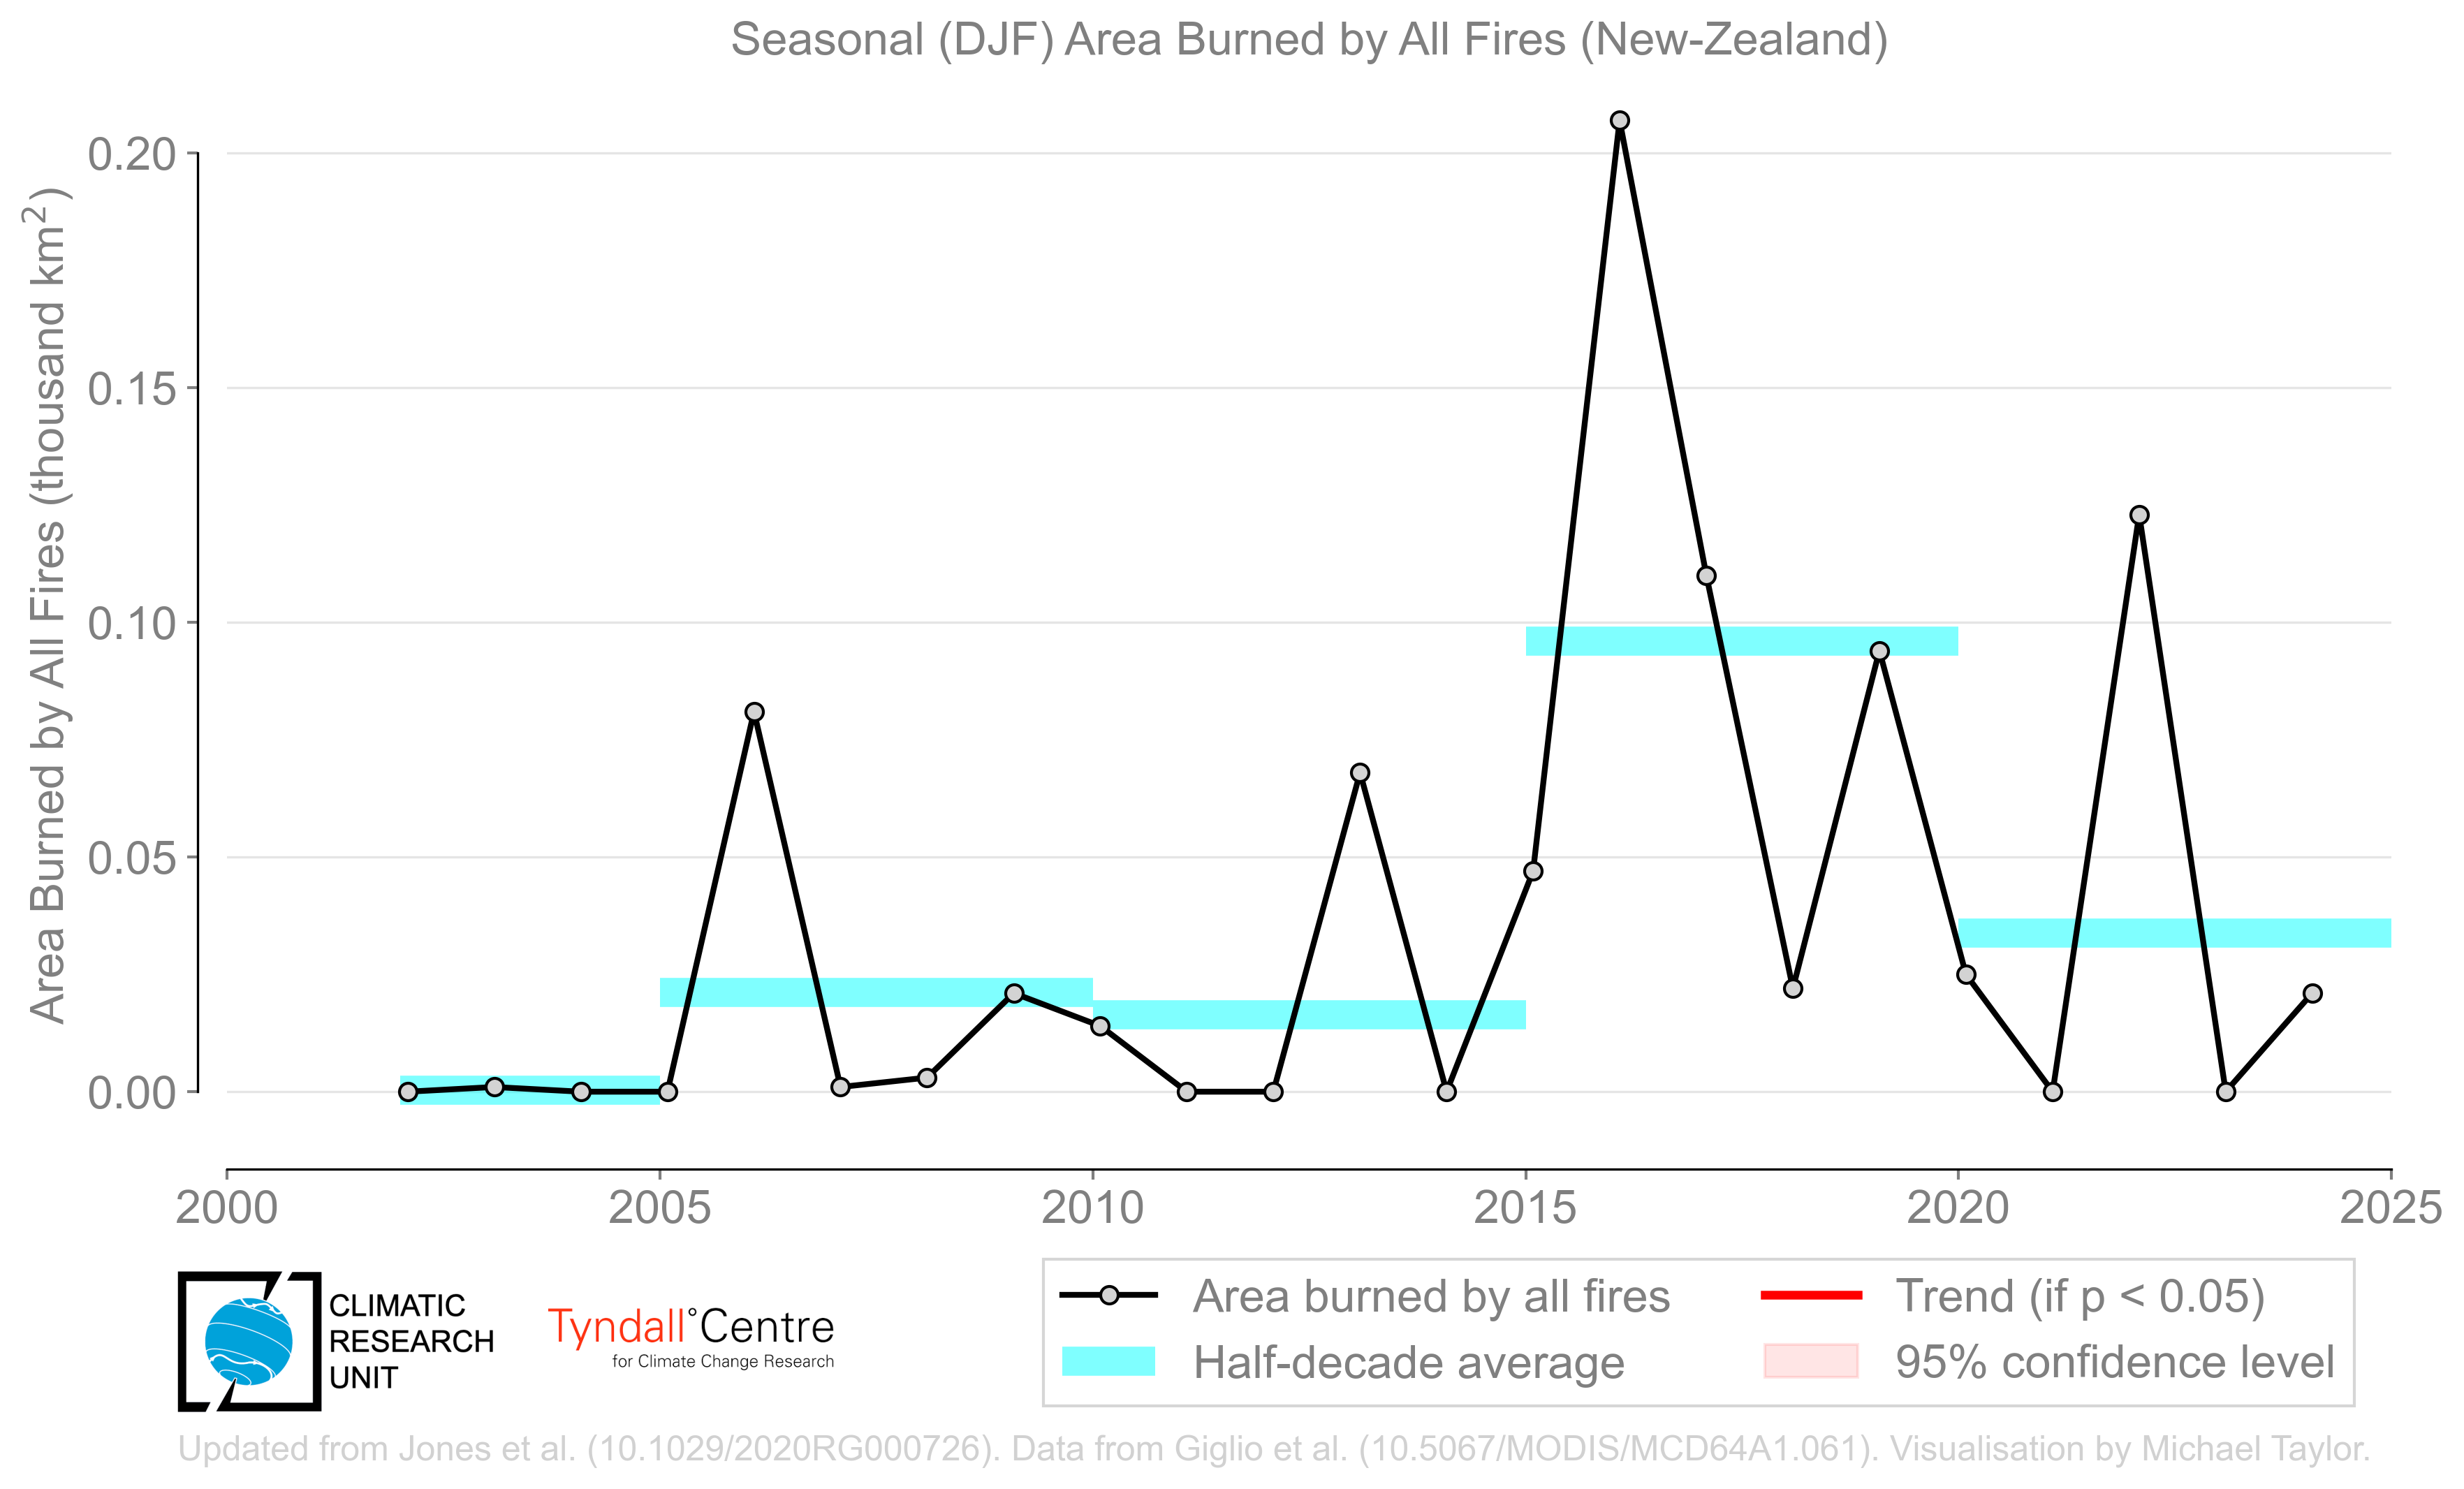 Seasonal (DJF) Area Burned by All Fires (New-Zealand)
Area Burned by All Fires (thousand km²)
0.20
0.15
0.10
0.05
0.00
2000 2005 2010 2015 2020 2025
CLIMATIC
RESEARCH
UNIT
Tyndall°Centre
for Climate Change Research
Area burned by all fires
Half-decade average
Trend (if p < 0.05)
95% confidence level
Updated from Jones et al. (10.1029/2020RG000726). Data from Giglio et al. (10.5067/MODIS/MCD64A1.061). Visualisation by Michael Taylor.